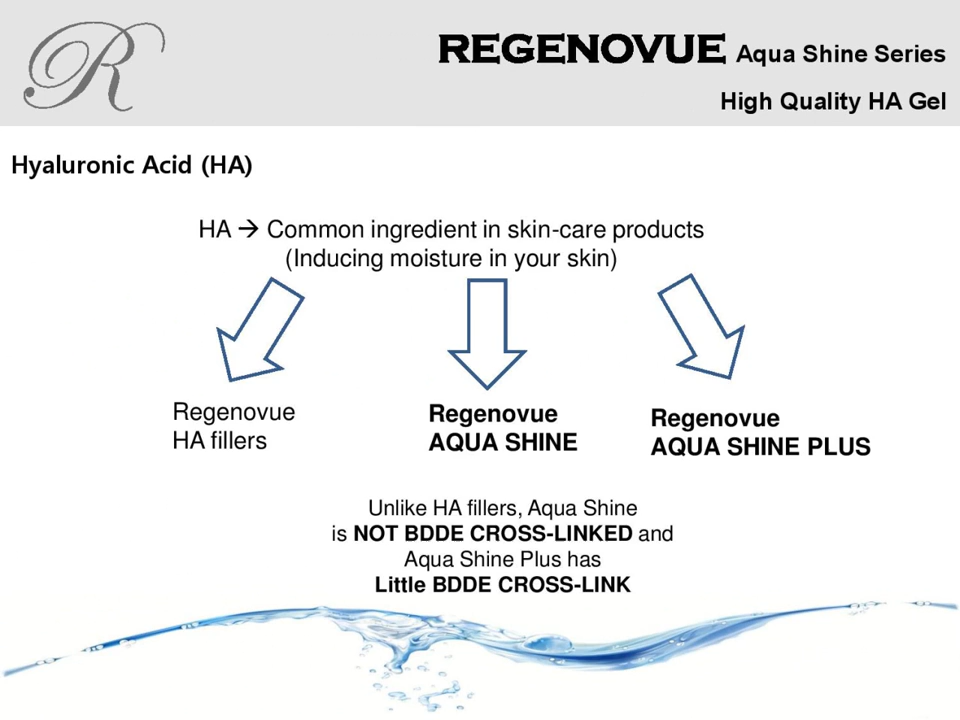 R
REGENOVUE Aqua Shine Series
High Quality HA Gel
Hyaluronic Acid (HA)
HA → Common ingredient in skin-care products
(Inducing moisture in your skin)
Regenovue
HA fillers
Regenovue
AQUA SHINE
Regenovue
AQUA SHINE PLUS
Unlike HA fillers, Aqua Shine
is NOT BDDE CROSS-LINKED and
Aqua Shine Plus has
Little BDDE CROSS-LINK